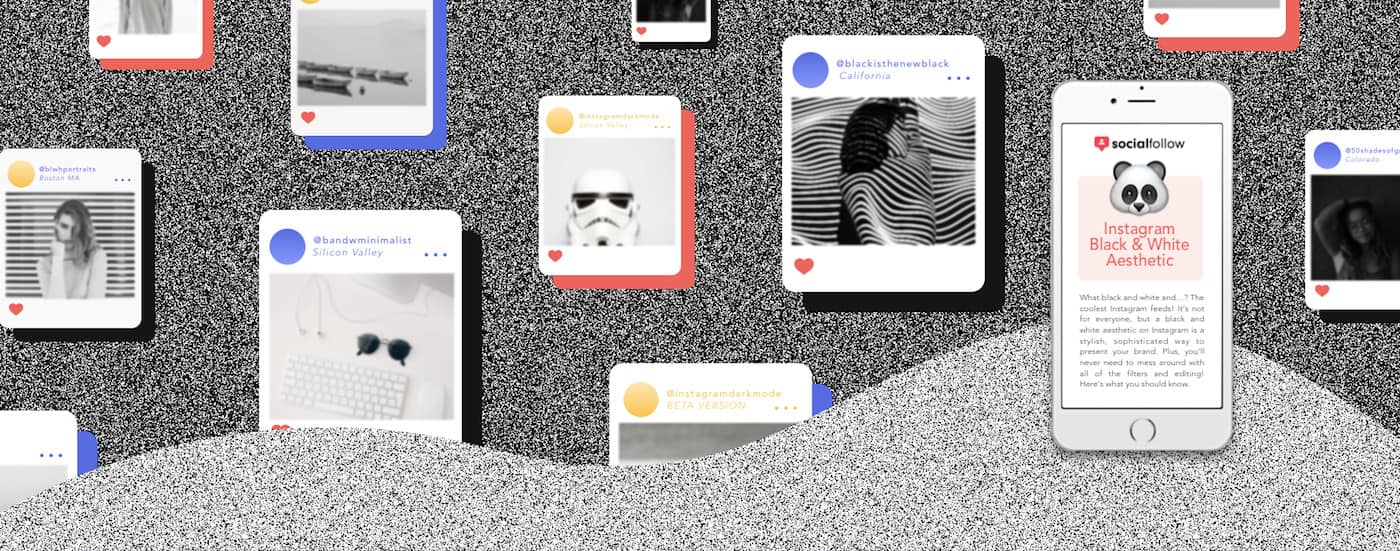 @blwhportraits
Boston MA
@bandwminimalist
Silicon Valley
@instagramdarkmode
Silicon Valley
@instagramdarkmode
BETA VERSION
@blackisthenewblack
California
socialfollow
Instagram
Black & White
Aesthetic
What black and white and...? The
coolest Instagram feeds! It's not
for everyone, but a black and
white aesthetic on Instagram is a
stylish, sophisticated way to
present your brand. Plus, you'll
never need to mess around with
all of the filters and editing!
Here's what you should know.
@50shadesofg
Colorado